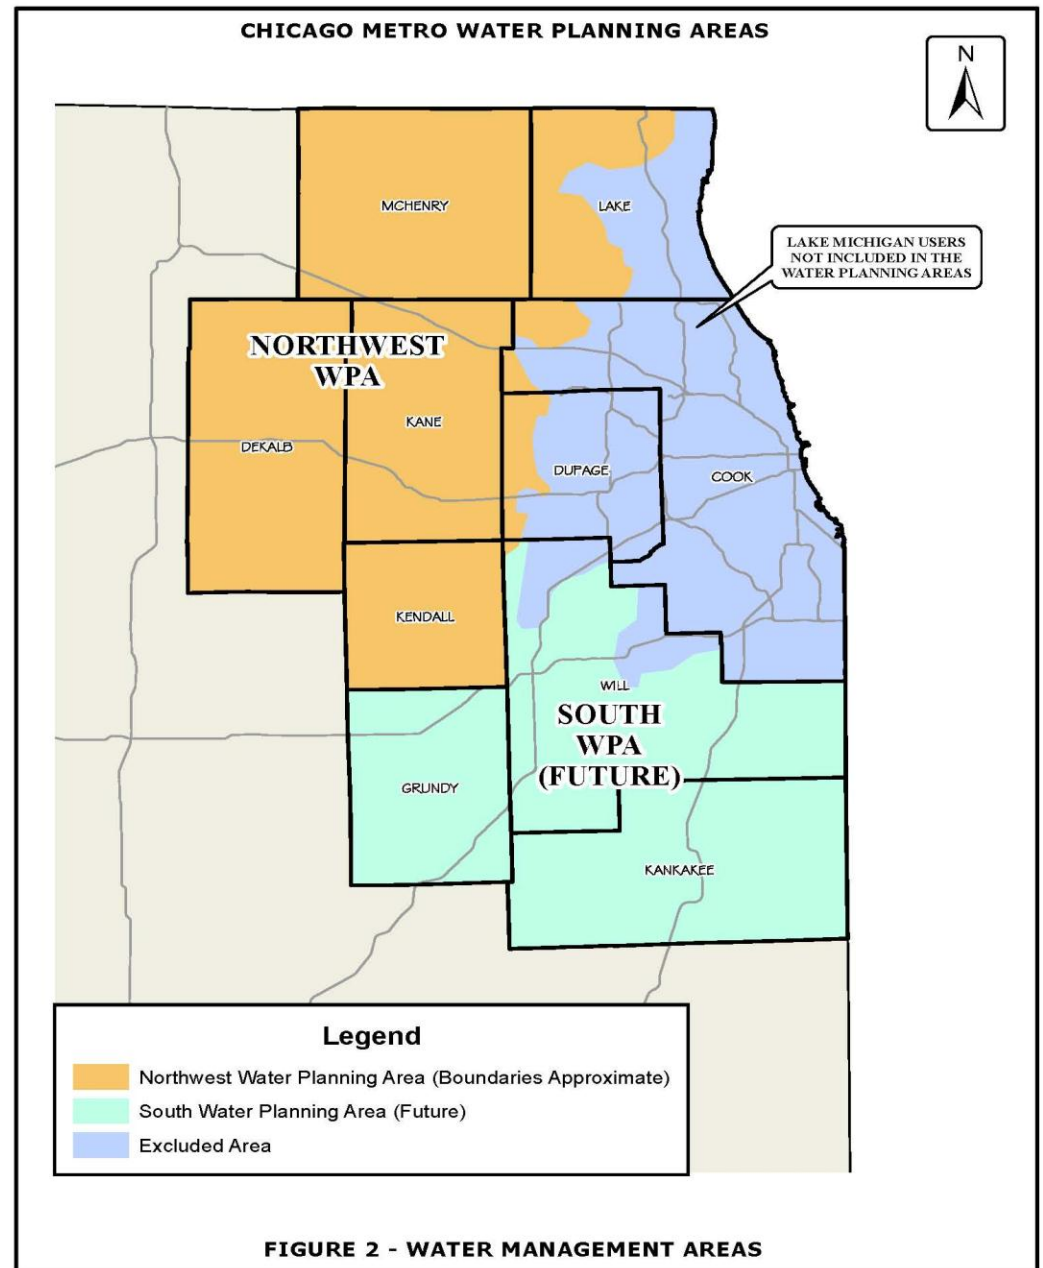 CHICAGO METRO WATER PLANNING AREAS
N
MCHENRY
LAKE
LAKE MICHIGAN USERS
NOT INCLUDED IN THE
WATER PLANNING AREAS
NORTHWEST
WPA
KANE
DEKALB
DUPAGE
COOK
KENDALL
WILL
SOUTH
WPA
(FUTURE)
GRUNDY
KANKAKEE
Legend
Northwest Water Planning Area (Boundaries Approximate)
South Water Planning Area (Future)
Excluded Area
FIGURE 2 - WATER MANAGEMENT AREAS